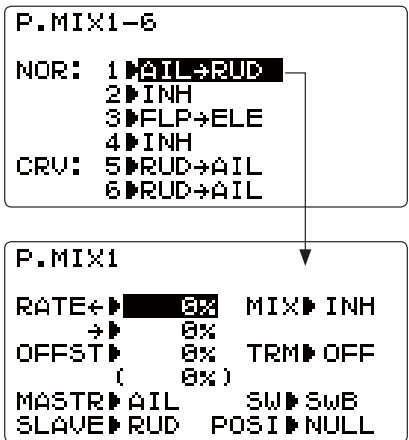 P.MIX1-6
NOR: 1▶AIL→RUD
2▶INH
3▶FLP→ELE
4▶INH
CRV: 5▶RUD→AIL
6▶RUD→AIL
P.MIX1
RATE←▶ 0% MIX▶INH
→▶ 0%
OFFST▶ 0% TRM▶OFF
( 0%)
MASTR▶AIL SW▶SwB
SLAVE▶RUD POSI▶NULL